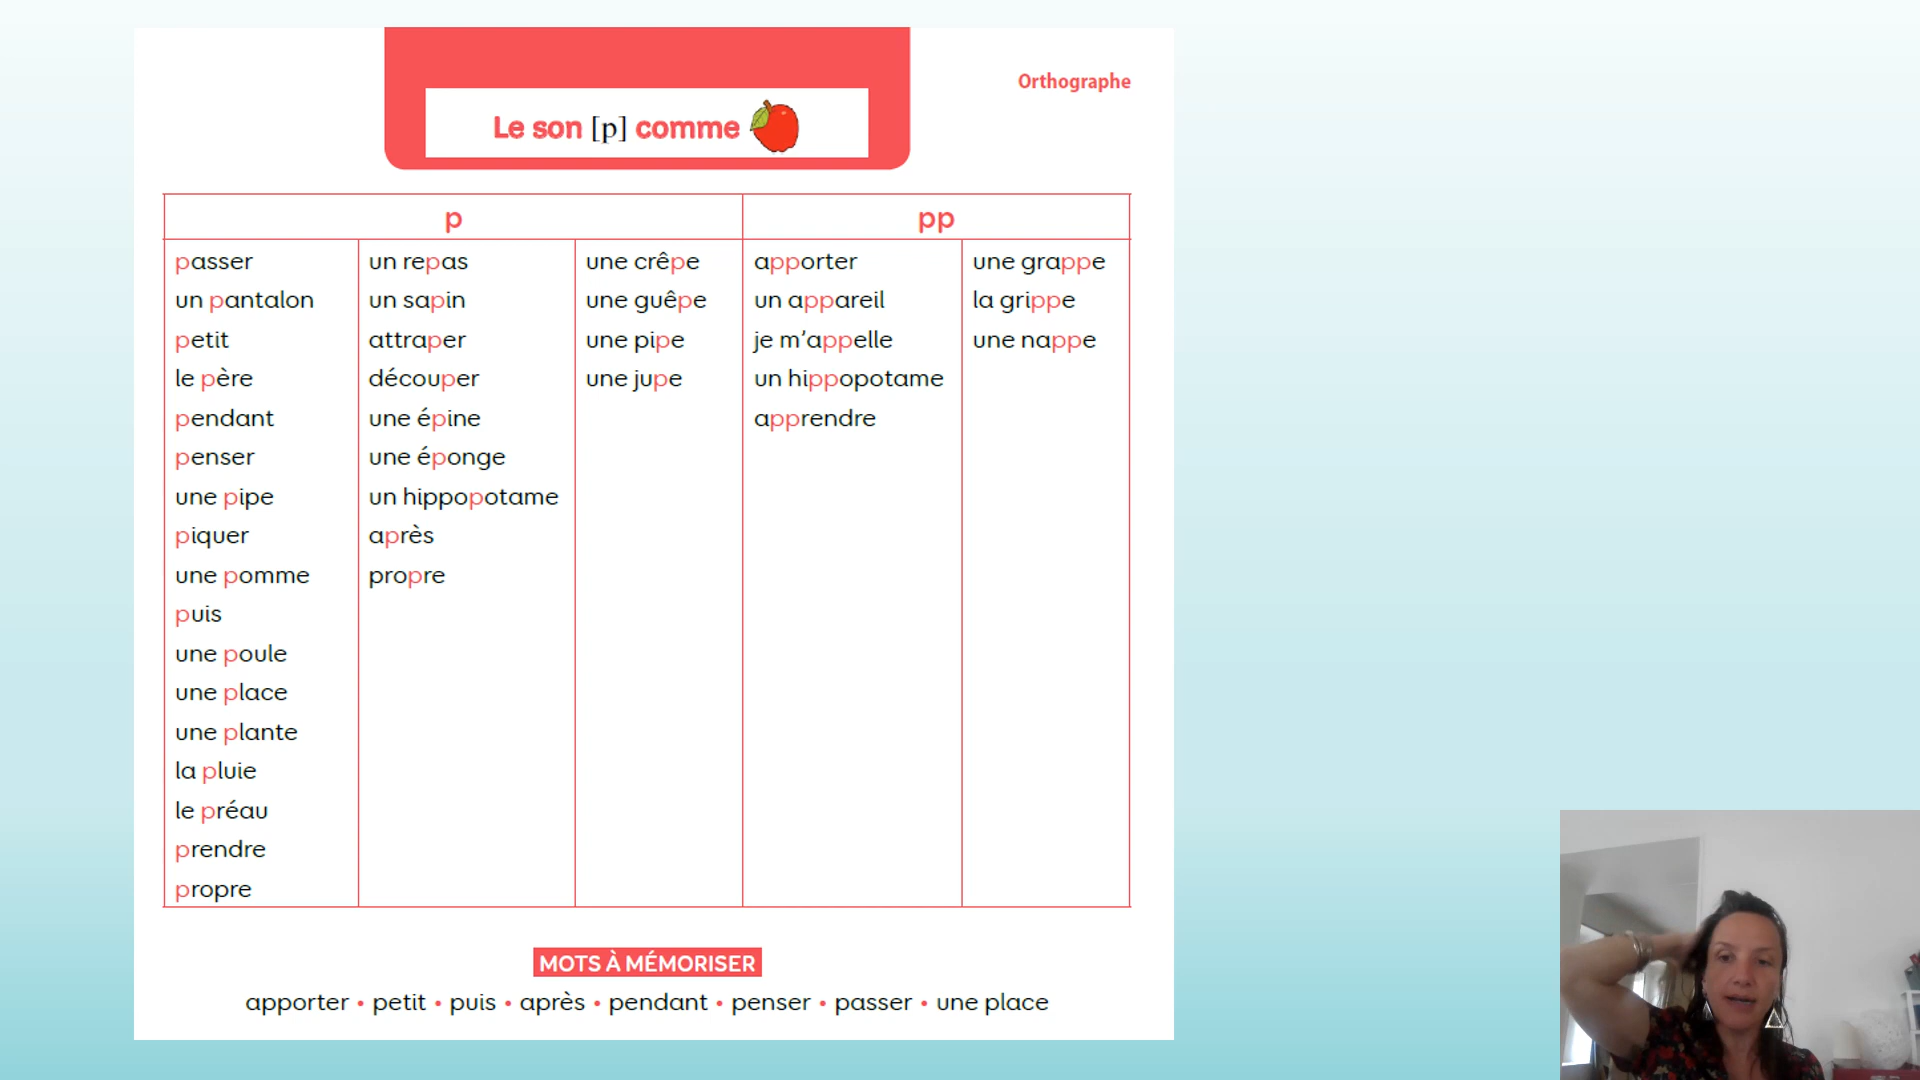 Orthographe
Le son [p] comme
p
pp
passer
un pantalon
petit
le père
pendant
penser
une pipe
piquer
une pomme
puis
une poule
une place
une plante
la pluie
le préau
prendre
propre
un repas
un sapin
attraper
découper
une épine
une éponge
un hippopotame
après
propre
une crêpe
une guêpe
une pipe
une jupe
apporter
un appareil
je m’appelle
un hippopotame
apprendre
une grappe
la grippe
une nappe
MOTS À MÉMORISER
apporter • petit • puis • après • pendant • penser • passer • une place